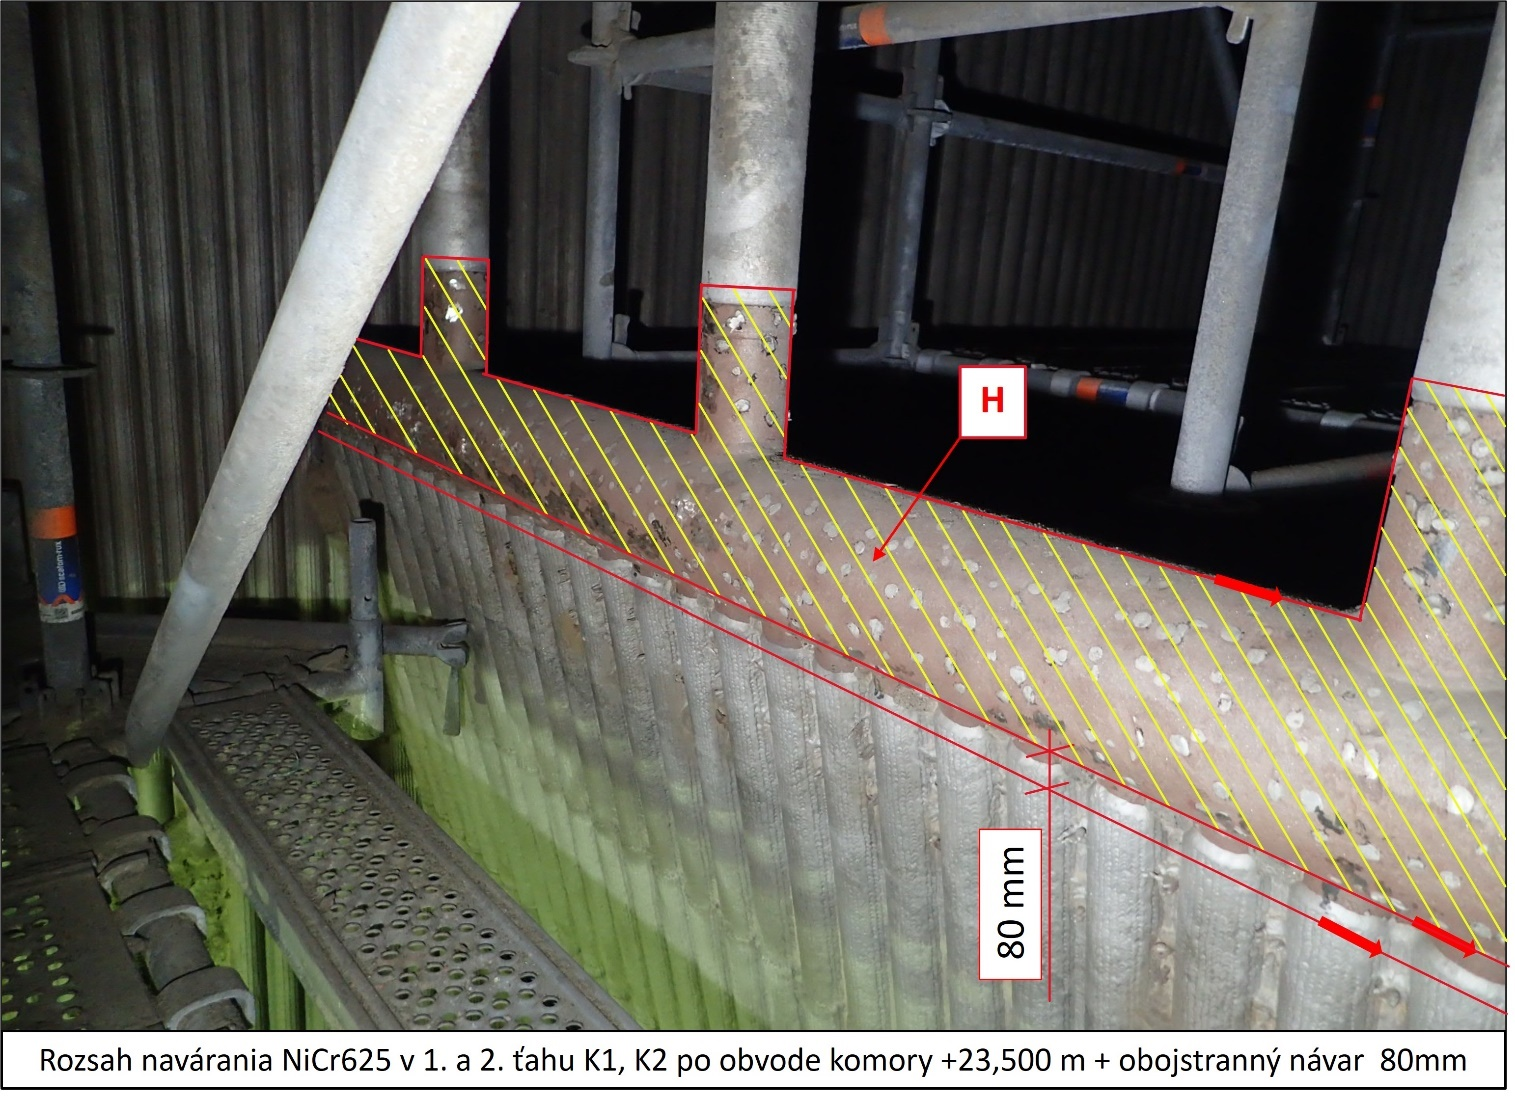 H
80 mm
Rozsah navárania NiCr625 v 1. a 2. ťahu K1, K2 po obvode komory +23,500 m + obojstranný návar 80mm